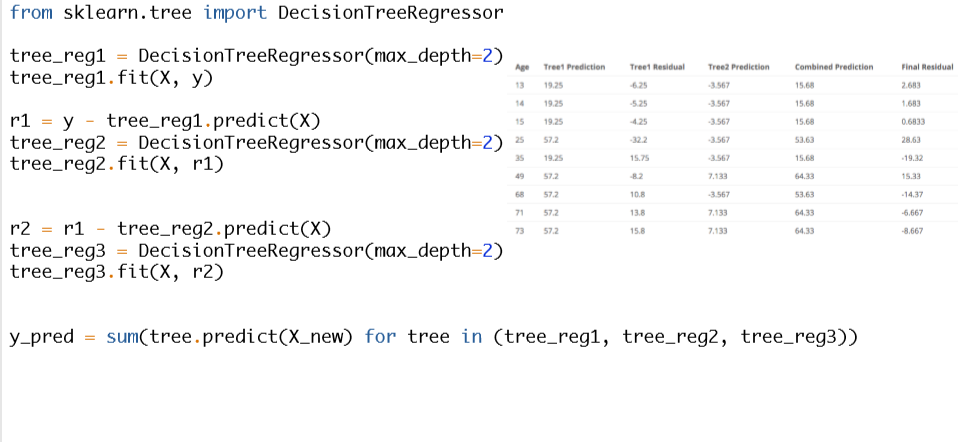 from sklearn.tree import DecisionTreeRegressor
tree_reg1 = DecisionTreeRegressor(max_depth=2)
tree_reg1.fit(X, y)
r1 = y - tree_reg1.predict(X)
tree_reg2 = DecisionTreeRegressor(max_depth=2)
tree_reg2.fit(X, r1)
r2 = r1 - tree_reg2.predict(X)
tree_reg3 = DecisionTreeRegressor(max_depth=2)
tree_reg3.fit(X, r2)
y_pred = sum(tree.predict(X_new) for tree in (tree_reg1, tree_reg2, tree_reg3))
Age Tree1 Prediction Tree1 Residual Tree2 Prediction Combined Prediction Final Residual
13 19.25 -6.25 -3.567 15.68 2.683
14 19.25 -5.25 -3.567 15.68 1.683
15 19.25 -4.25 -3.567 15.68 0.6833
25 57.2 -32.2 -3.567 53.63 28.63
35 19.25 15.75 -3.567 15.68 -19.32
49 57.2 -8.2 7.133 64.33 15.33
68 57.2 10.8 -3.567 53.63 -14.37
71 57.2 13.8 7.133 64.33 -6.667
73 57.2 15.8 7.133 64.33 -8.667